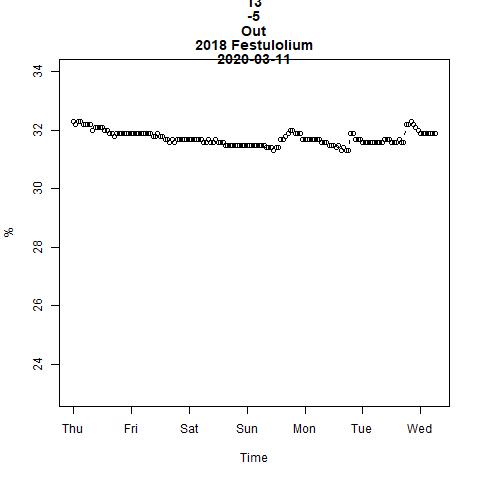 13
-5
Out
2018 Festulolium
2020-03-11
34
32
30
28
26
24
%
Thu Fri Sat Sun Mon Tue Wed
Time